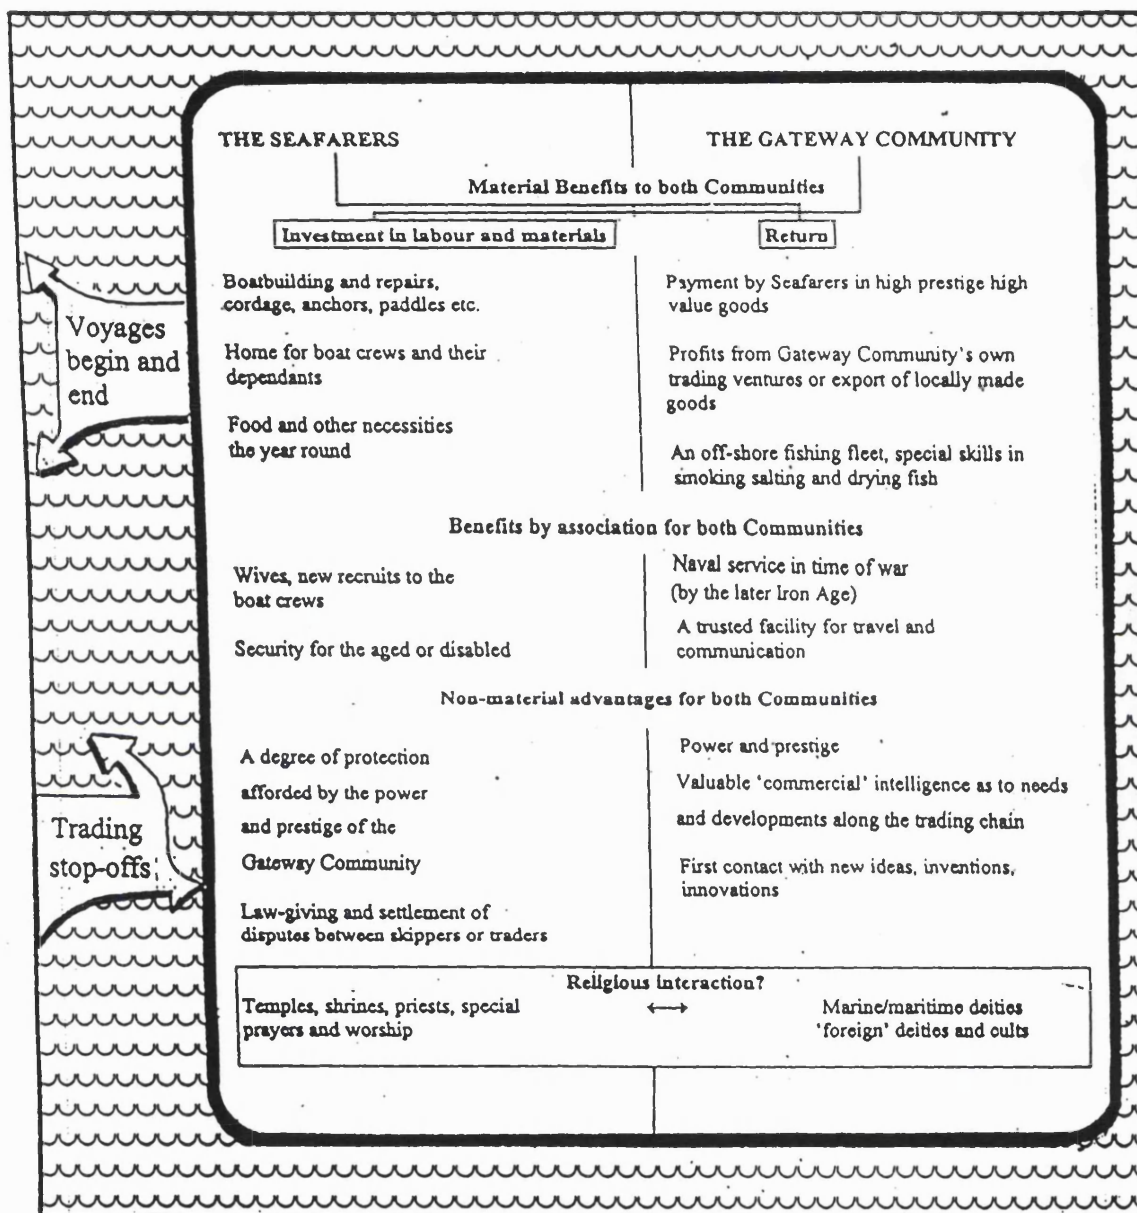 THE SEAFARERS
THE GATEWAY COMMUNITY
Material Benefits to both Communities
Investment in labour and materials
Return
Boatbuilding and repairs,
cordage, anchors, paddles etc.
Home for boat crews and their
dependants
Food and other necessities
the year round
Payment by Seafarers in high prestige high
value goods
Profits from Gateway Community's own
trading ventures or export of locally made
goods
An off-shore fishing fleet, special skills in
smoking salting and drying fish
Voyages
begin and
end
Benefits by association for both Communities
Wives, new recruits to the
boat crews
Security for the aged or disabled
Naval service in time of war
(by the later Iron Age)
A trusted facility for travel and
communication
Non-material advantages for both Communities
A degree of protection
afforded by the power
and prestige of the
Gateway Community
Law-giving and settlement of
disputes between skippers or traders
Power and prestige
Valuable 'commercial' intelligence as to needs
and developments along the trading chain
First contact with new ideas, inventions,
innovations
Trading
stop-offs
Religious interaction?
Temples, shrines, priests, special
prayers and worship
Marine/maritime deities
'foreign' deities and cults